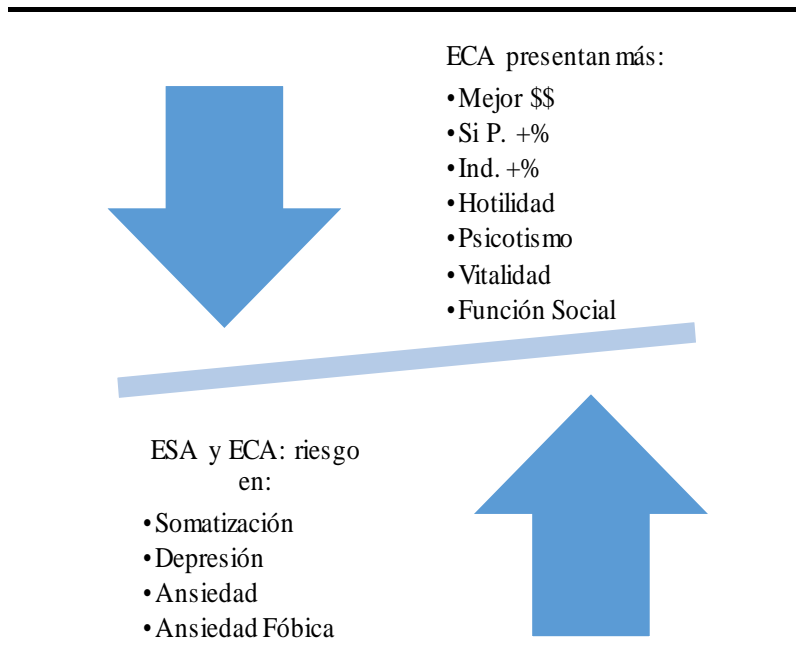 ECA presentan más:
•Mejor $$
•Si P. +%
•Ind. +%
•Hotilidad
•Psicotismo
•Vitalidad
•Función Social
ESA y ECA: riesgo
en:
•Somatización
•Depresión
•Ansiedad
•Ansiedad Fóbica